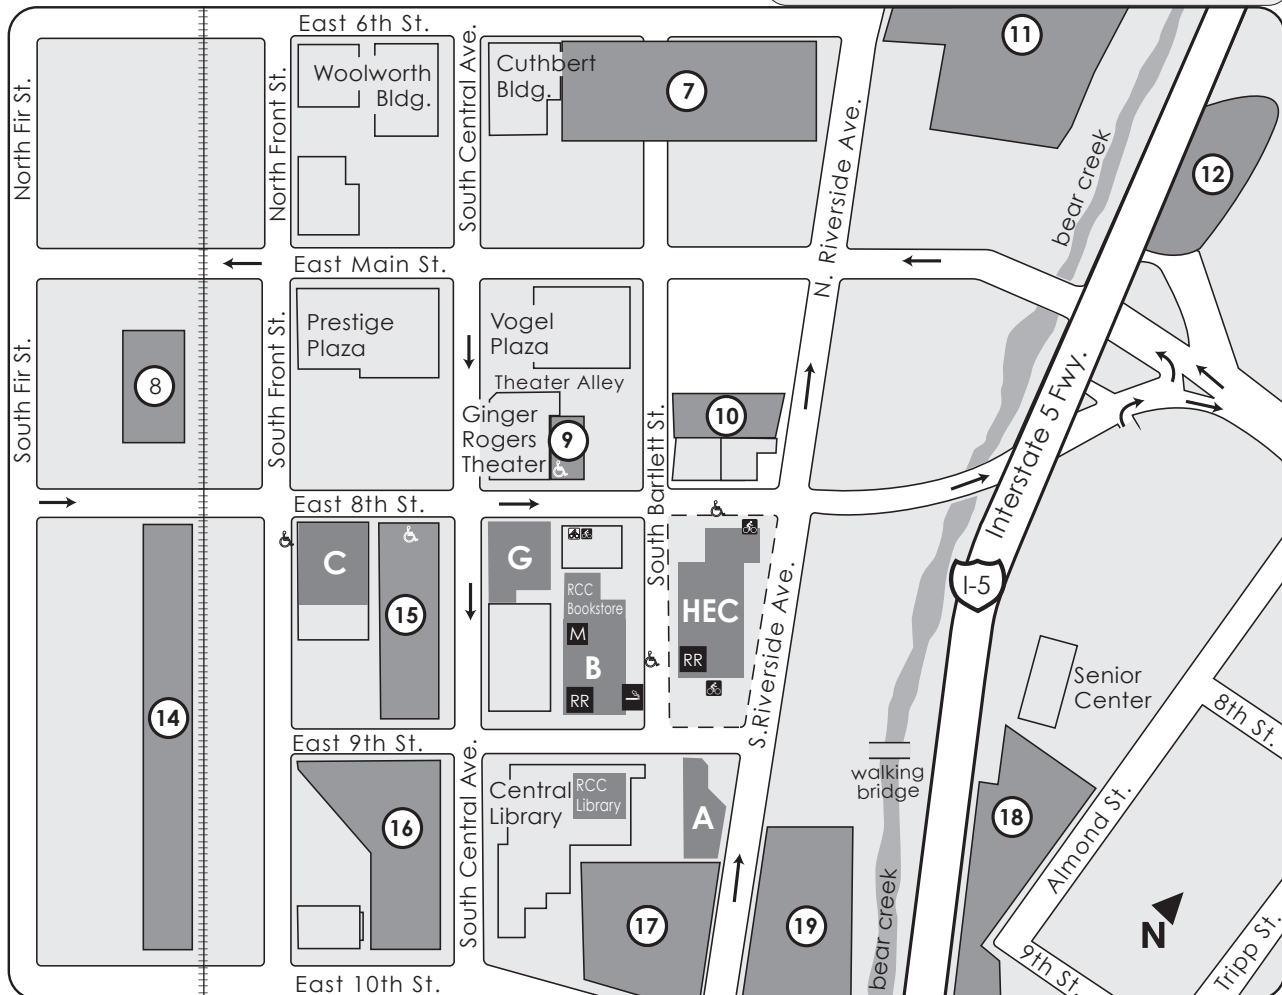 East 6th St.
11
Woolworth
Bldg.
Cuthbert
Bldg.
7
North Fir St.
North Front St.
South Central Ave.
N. Riverside Ave.
bear creek
12
East Main St.
Prestige
Plaza
Vogel
Plaza
Theater Alley
8
South Fir St.
South Front St.
Ginger
Rogers
Theater
9
10
South Bartlett St.
Interstate 5 Fwy.
East 8th St.
C
15
G
RCC
Bookstore
M
B
RR
HEC
RR
S.Riverside Ave.
I-5
Senior
Center
8th St.
14
East 9th St.
South Central Ave.
Central
Library
RCC
Library
A
walking
bridge
16
17
19
18
bear creek
Almond St.
N
9th St.
Tripp St.
East 10th St.